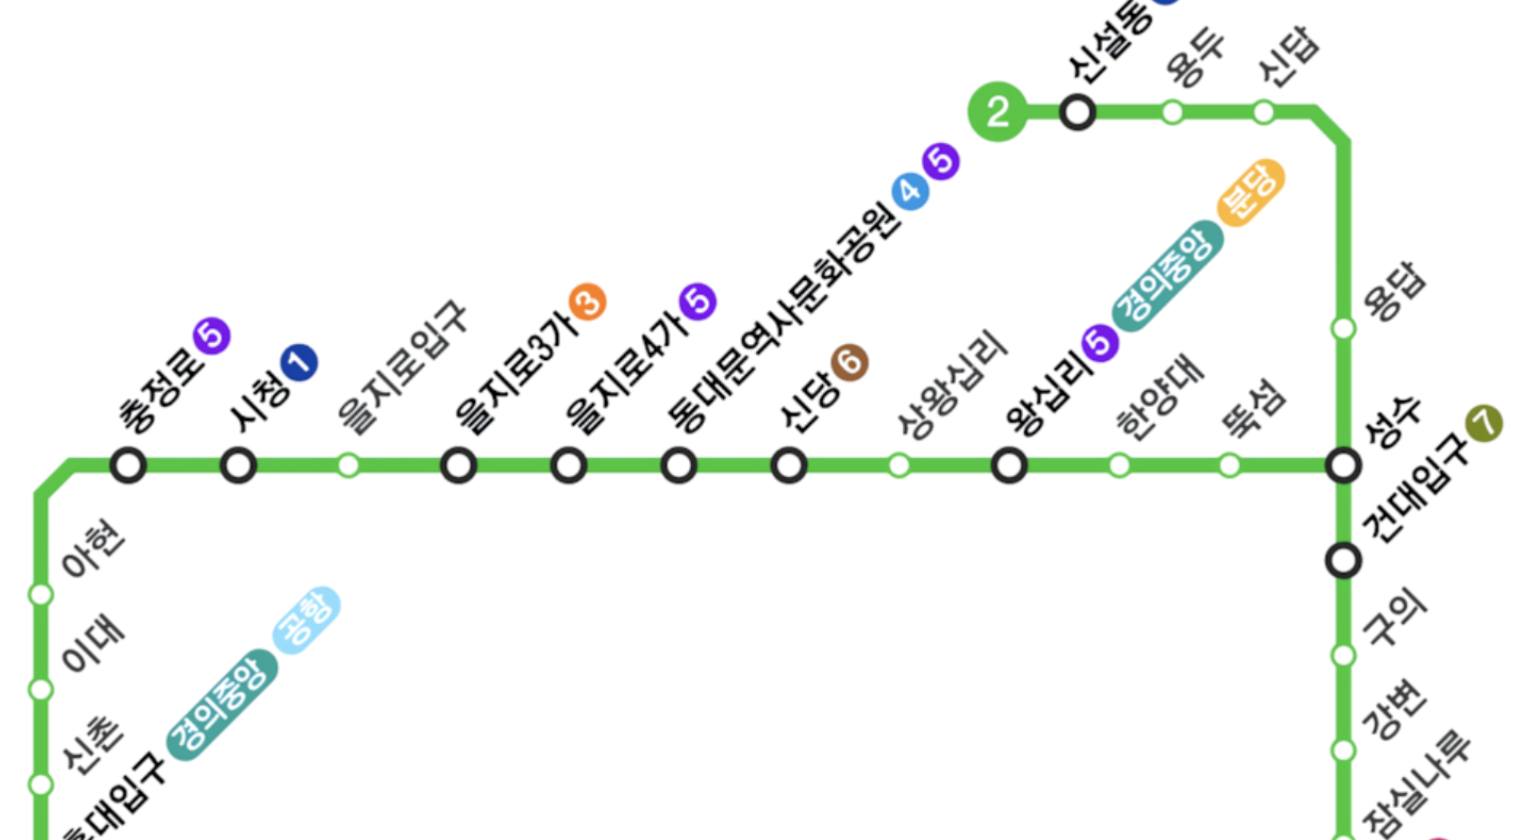 2
신설동
용두
신답
용답
충정로 5
시청 1
을지로입구
을지로3가 3
을지로4가 5
동대문역사문화공원 4 5
신당 6
상왕십리
왕십리 5 경의중앙 분당
한양대
뚝섬
성수
건대입구 7
구의
강변
잠실나루
아현
이대
신촌
대입구 경의중앙 공항